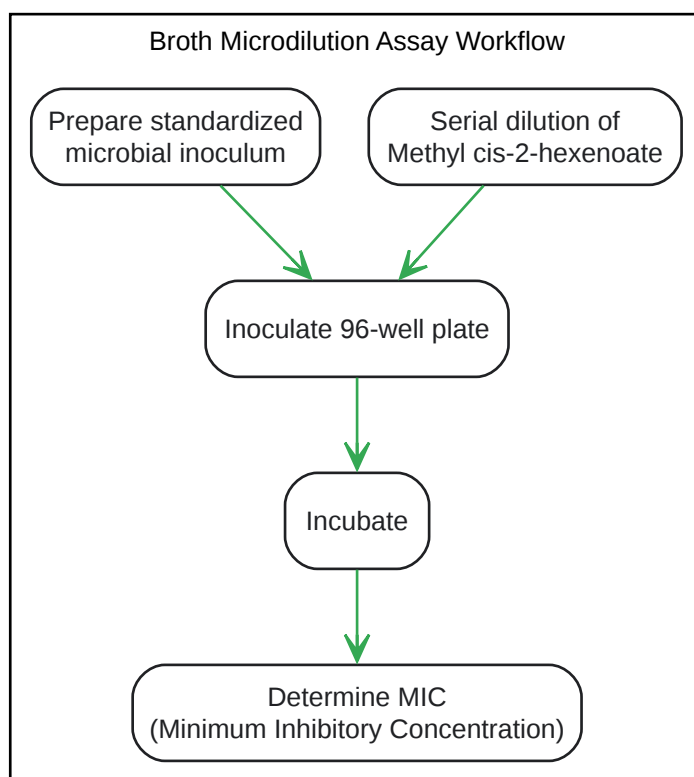 Broth Microdilution Assay Workflow
Prepare standardized
microbial inoculum
Serial dilution of
Methyl cis-2-hexenoate
Inoculate 96-well plate
Incubate
Determine MIC
(Minimum Inhibitory Concentration)